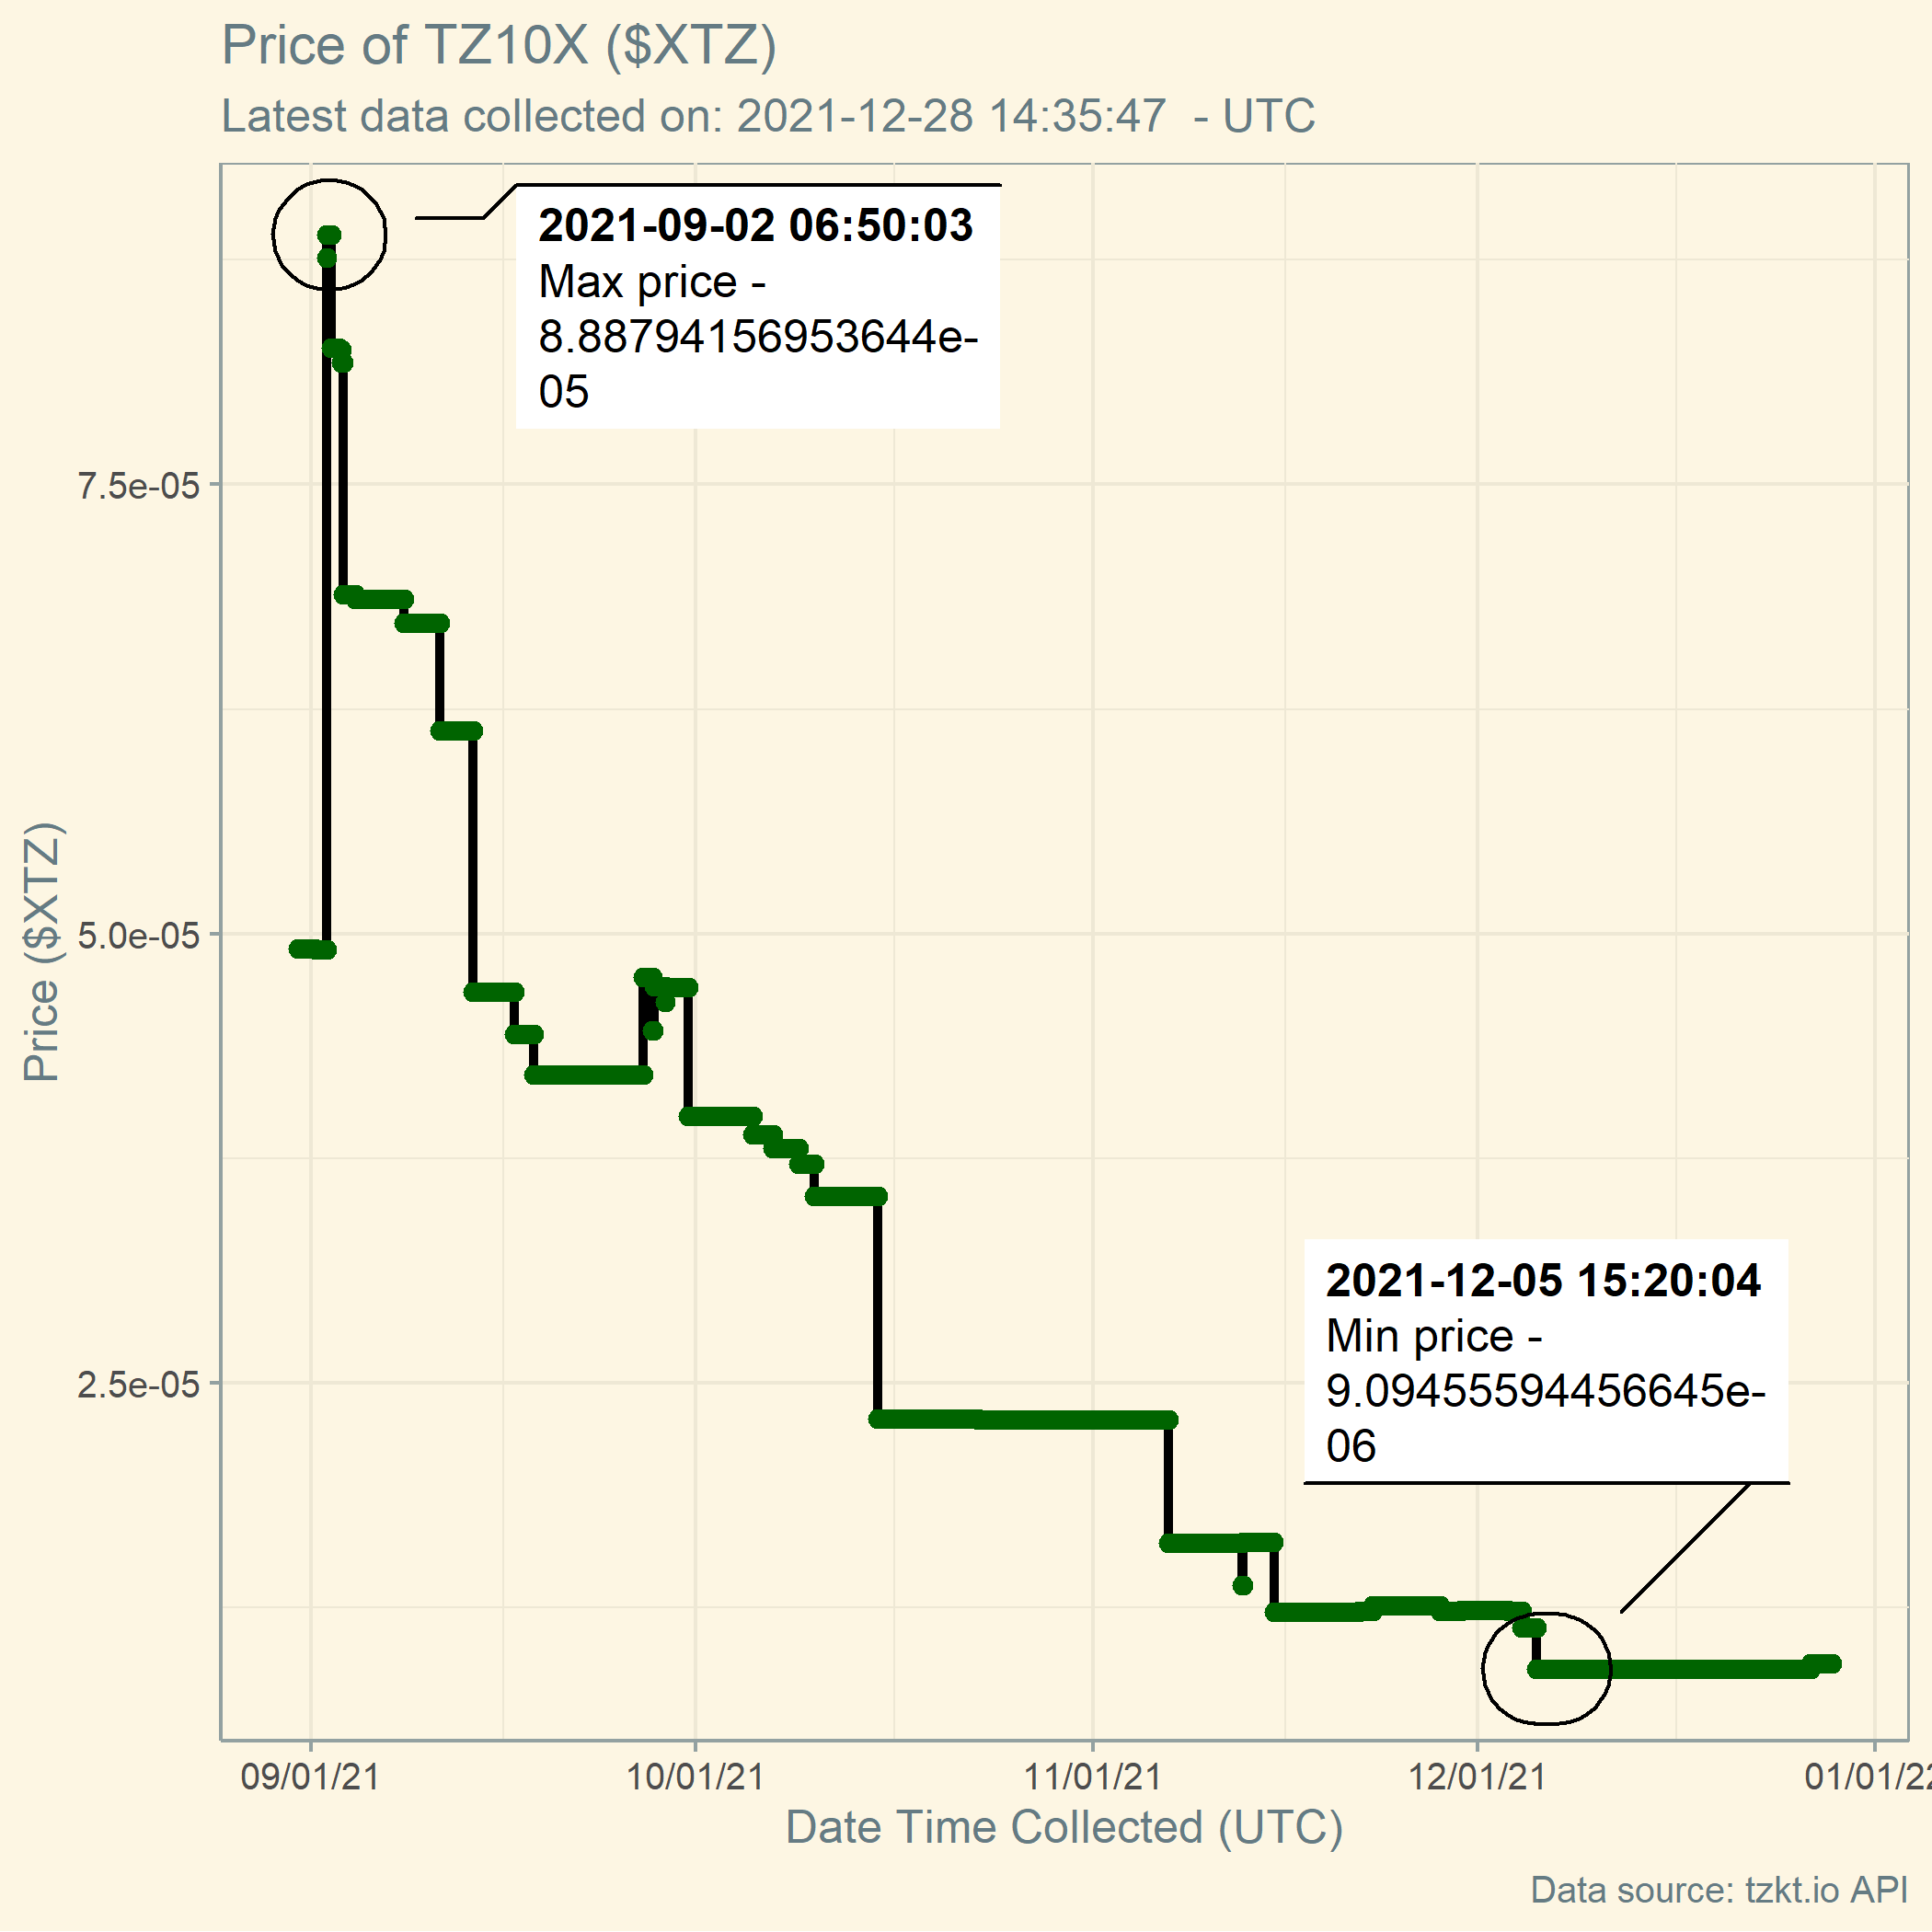 Price of TZ10X ($XTZ)
Latest data collected on: 2021-12-28 14:35:47  - UTC
2021-09-02 06:50:03
Max price -
8.88794156953644e-
05
7.5e-05
5.0e-05
2.5e-05
Price ($XTZ)
2021-12-05 15:20:04
Min price -
9.09455594456645e-
06
09/01/21 10/01/21 11/01/21 12/01/21 01/01/22
Date Time Collected (UTC)
Data source: tzkt.io API